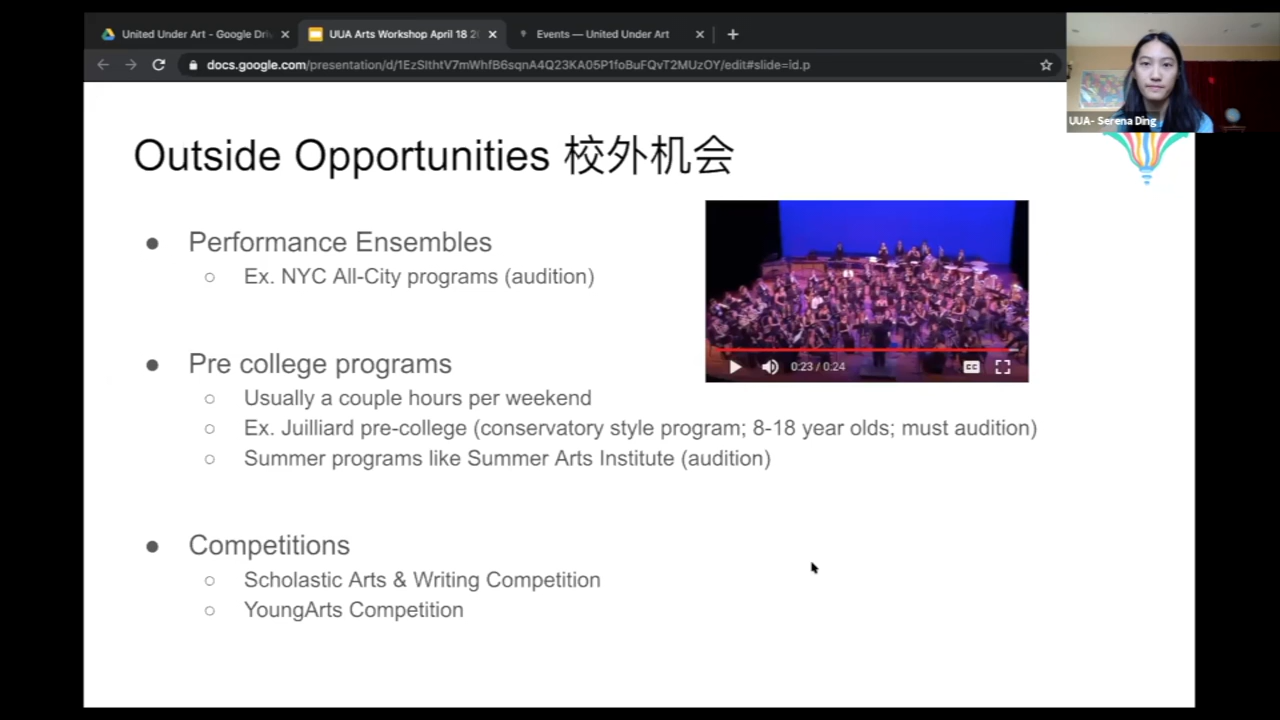 United Under Art - Google Dri
UUA Arts Workshop April 18 2
Events — United Under Art
docs.google.com/presentation/d/1EzSIthtV7mWhfB6sqnA4Q23KA05P1foBuFQvT2MUzOY/edit#slide=id.p
UUA- Serena Ding
Outside Opportunities 校外机会
● Performance Ensembles
○ Ex. NYC All-City programs (audition)
0:23 / 0:24
CC
● Pre college programs
○ Usually a couple hours per weekend
○ Ex. Juilliard pre-college (conservatory style program; 8-18 year olds; must audition)
○ Summer programs like Summer Arts Institute (audition)
● Competitions
○ Scholastic Arts & Writing Competition
○ YoungArts Competition